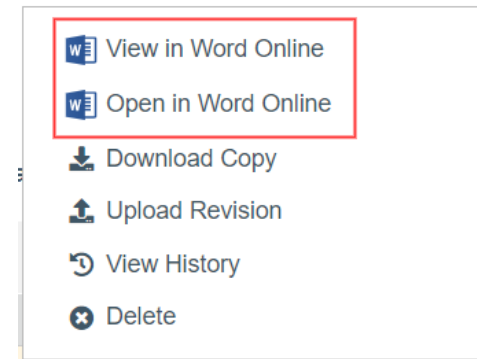 View in Word Online
Open in Word Online
Download Copy
Upload Revision
View History
Delete